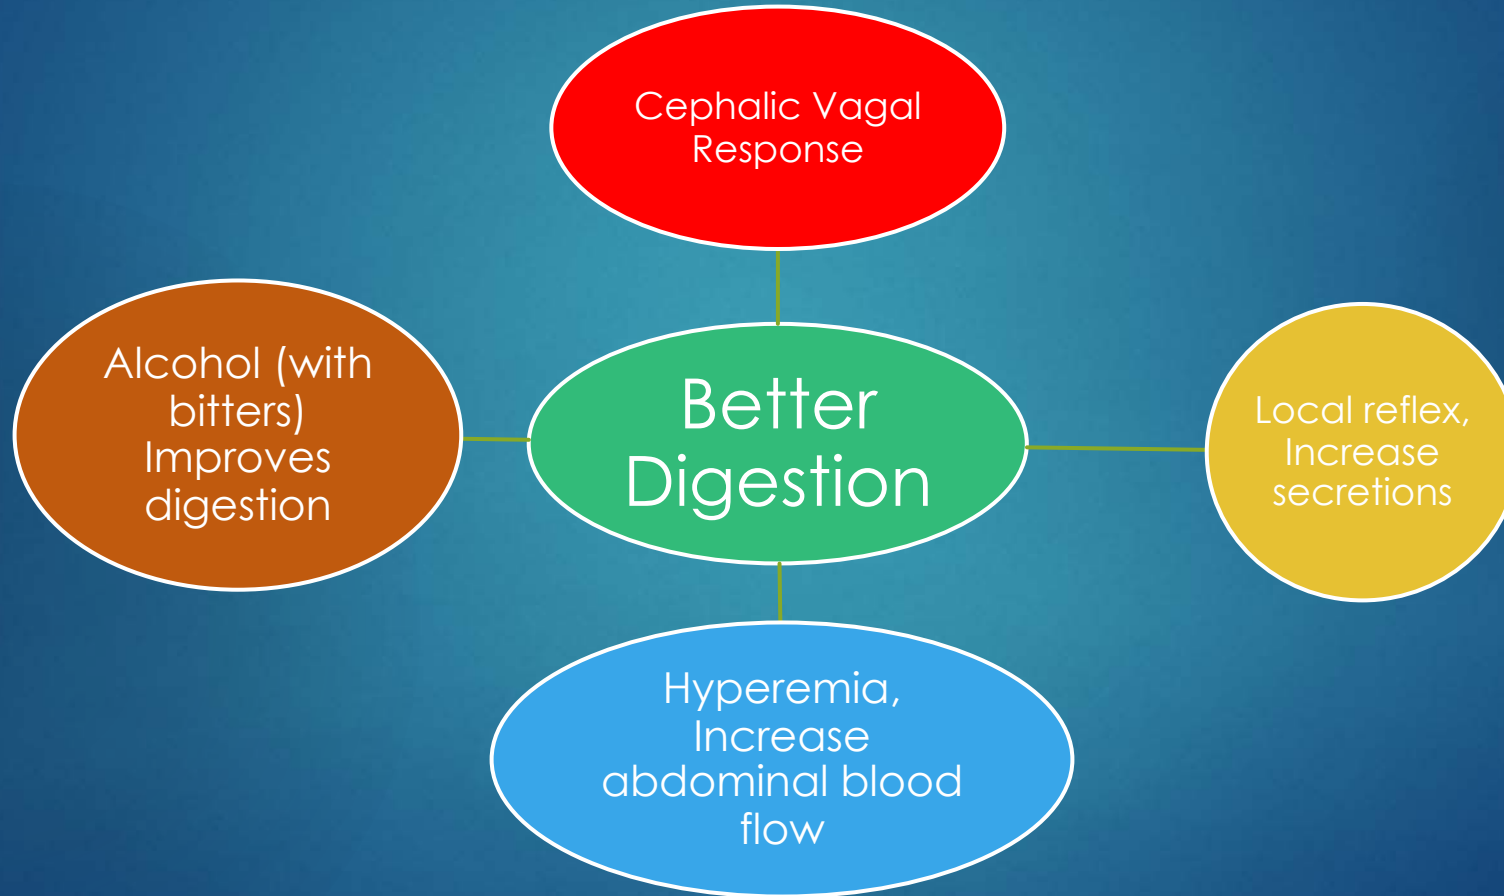 Cephalic Vagal
Response
Alcohol (with
bitters)
Improves
digestion
Better
Digestion
Local reflex,
Increase
secretions
Hyperemia,
Increase
abdominal blood
flow